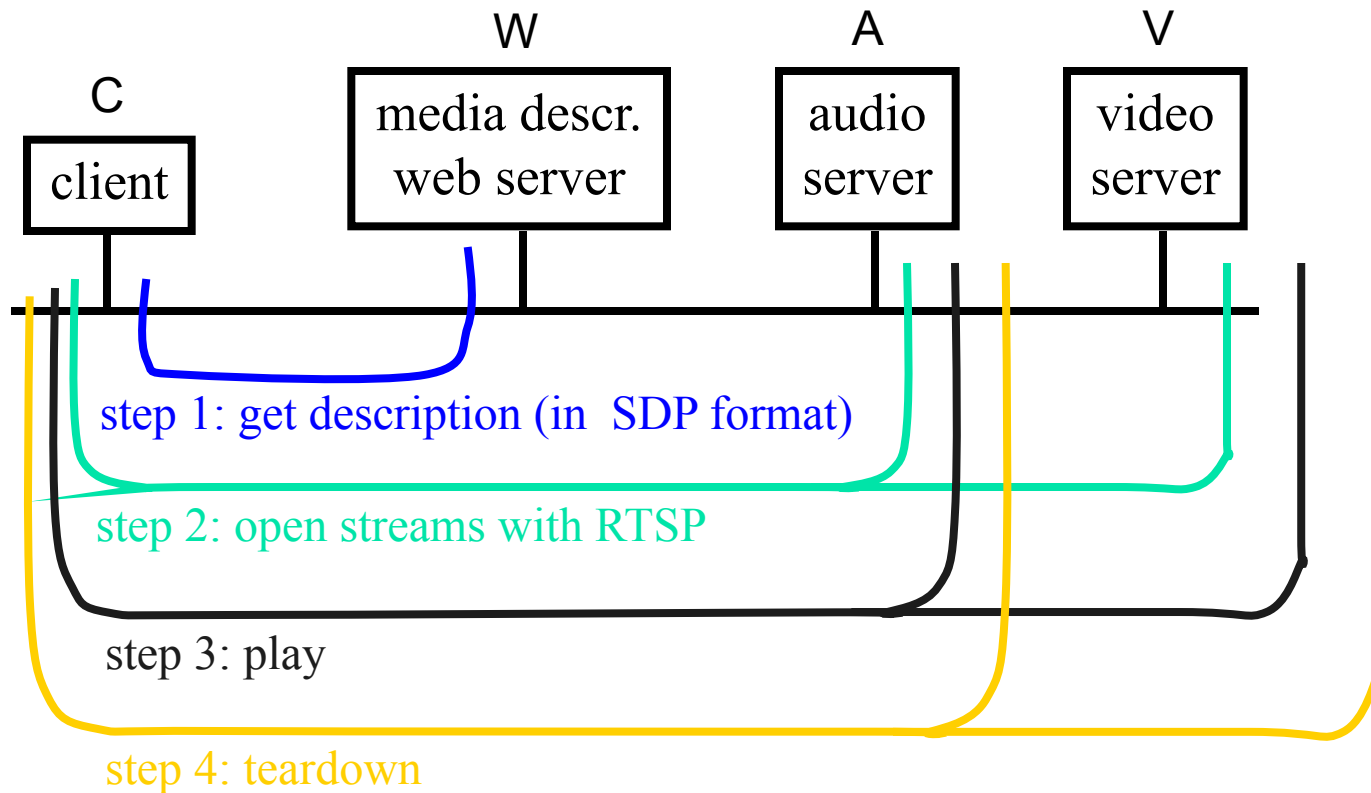 W
A
V
C
media descr.
web server
audio
server
video
server
client
step 1: get description (in  SDP format)
step 2: open streams with RTSP
step 3: play
step 4: teardown